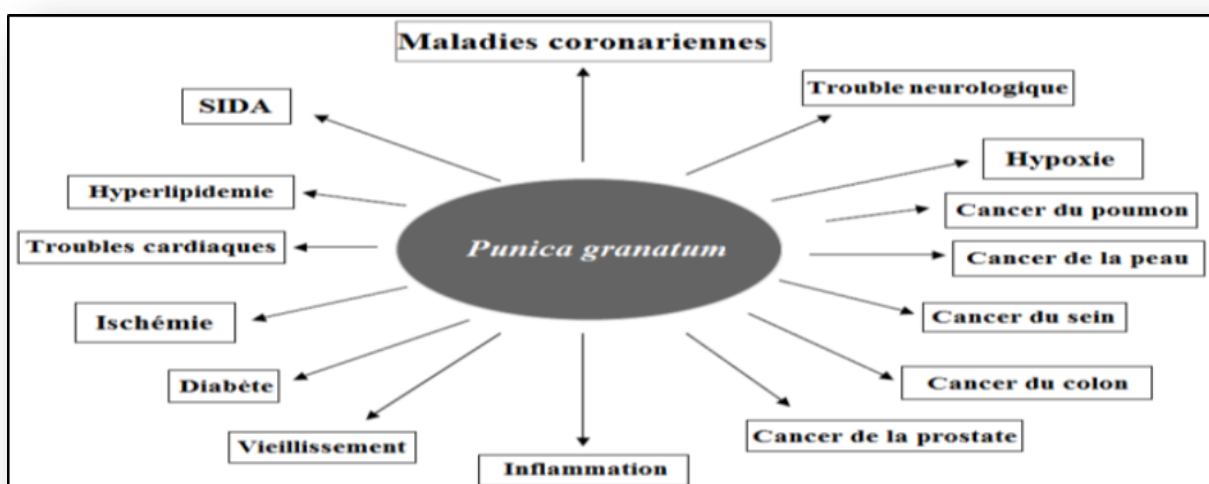 Maladies coronariennes
Trouble neurologique
SIDA
Hypoxie
Hyperlipidemie
Cancer du poumon
Troubles cardiaques
Punica granatum
Cancer de la peau
Ischémie
Cancer du sein
Diabète
Cancer du colon
Vieillissement
Cancer de la prostate
Inflammation